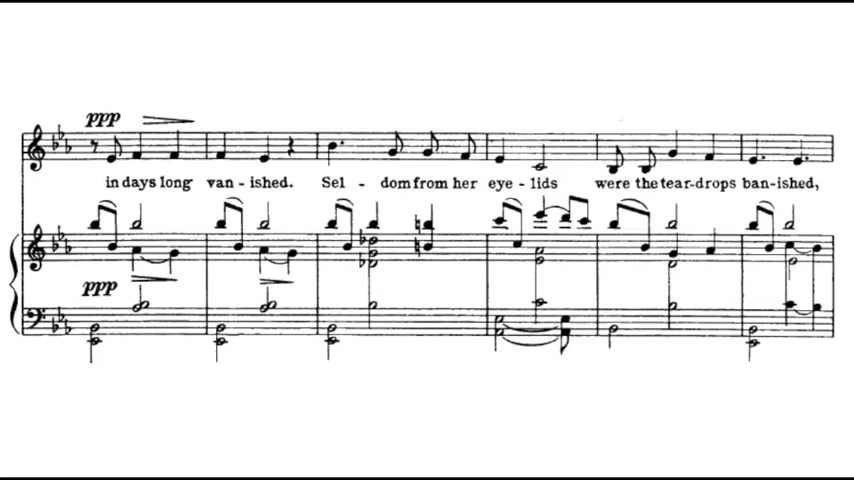 ppp
in days long van - ished. Sel - dom from her eye - lids were the tear-drops ban-ished,
ppp